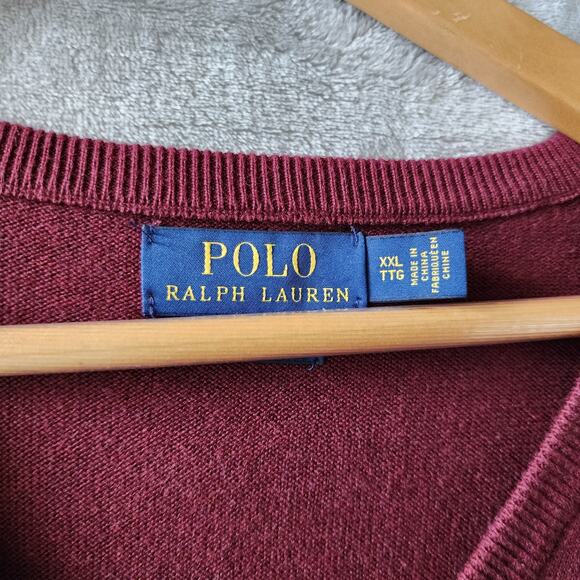 POLO
RALPH LAUREN
XXL
TTG
MADE IN
CHINA
FABRIQUÉ EN
CHINE